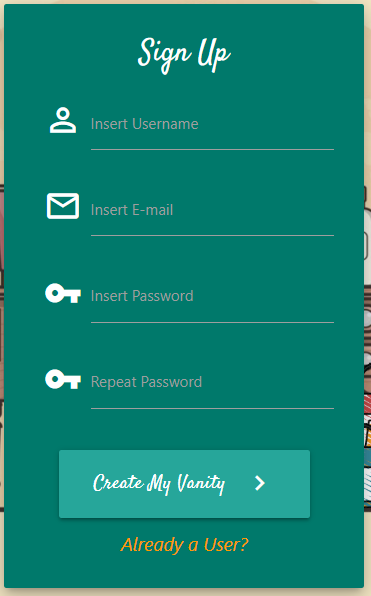 Sign Up
Insert Username
Insert E-mail
Insert Password
Repeat Password
Create My Vanity
Already a User?